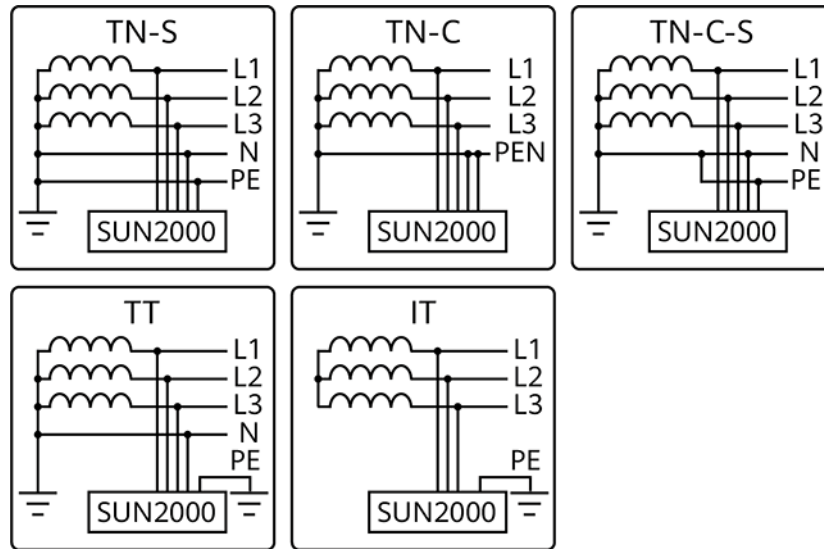 TN-S
L1
L2
L3
N
PE
SUN2000
TN-C
L1
L2
L3
PEN
SUN2000
TN-C-S
L1
L2
L3
N
PE
SUN2000
TT
L1
L2
L3
N
PE
SUN2000
IT
L1
L2
L3
PE
SUN2000